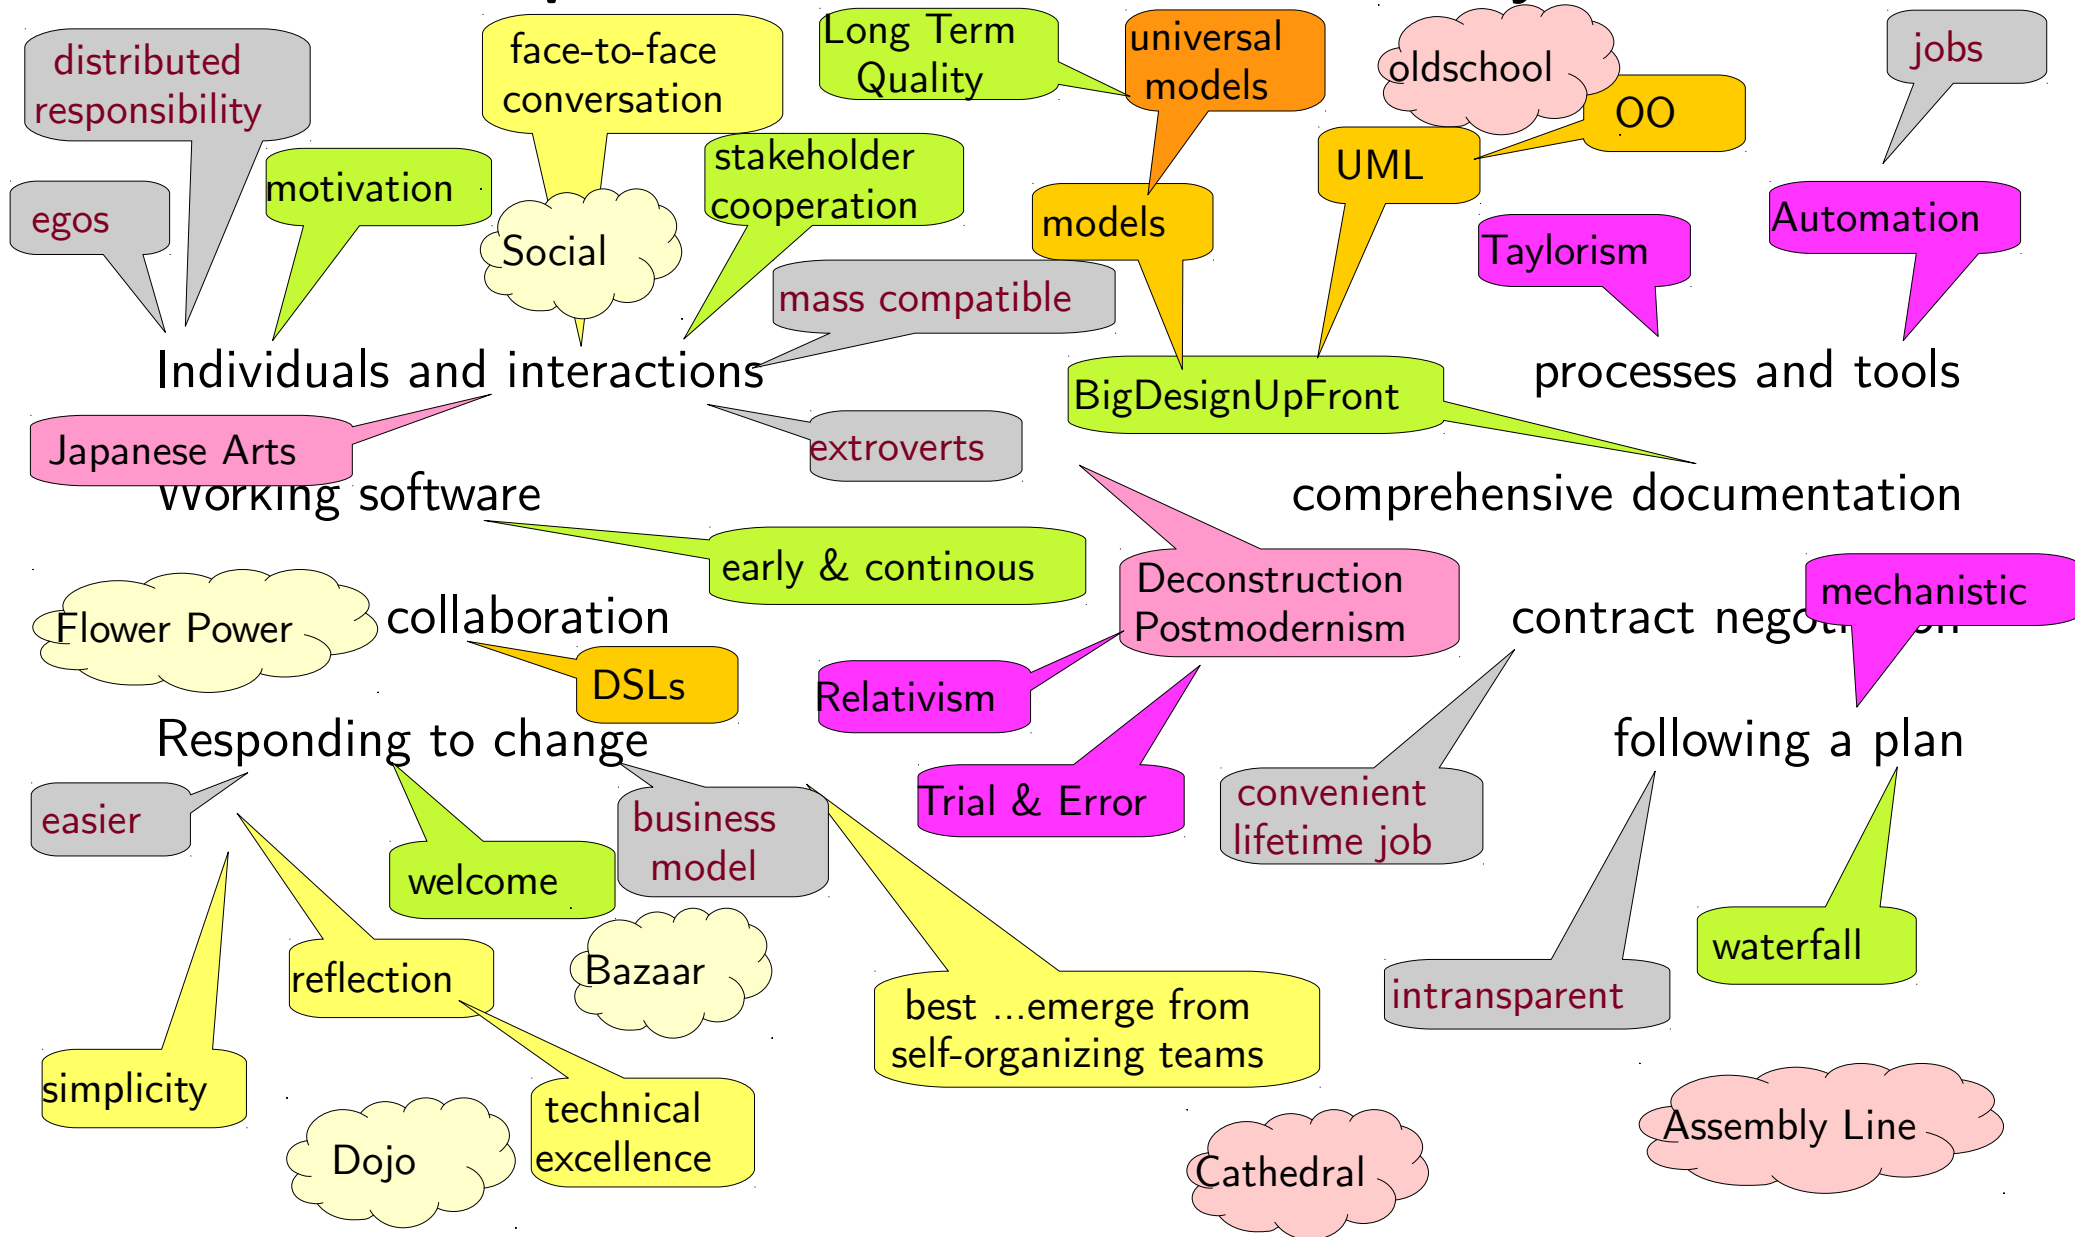 distributed
responsibility
face-to-face
conversation
Long Term
Quality
universal
models
oldschool
jobs
OO
motivation
stakeholder
cooperation
UML
egos
Social
models
Taylorism
Automation
mass compatible
Individuals and interactions
processes and tools
BigDesignUpFront
Japanese Arts
extroverts
Working software
comprehensive documentation
early & continous
Deconstruction
Postmodernism
mechanistic
Flower Power
collaboration
contract negotiation
DSLs
Relativism
Responding to change
following a plan
easier
business
model
Trial & Error
convenient
lifetime job
welcome
waterfall
reflection
Bazaar
intransparent
best ...emerge from
self-organizing teams
simplicity
technical
excellence
Dojo
Cathedral
Assembly Line